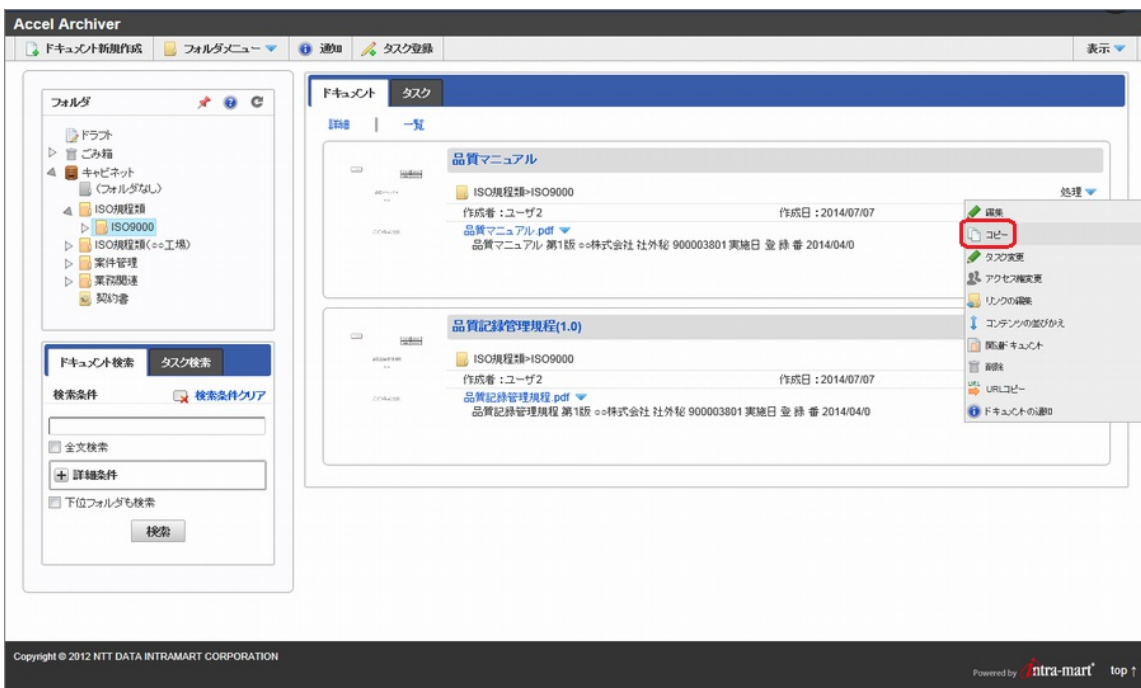 Accel Archiver
ドキュメント新規作成 フォルダメニュー 通知 タスク登録 表示
フォルダ
ドラフト
ごみ箱
キャビネット
(フォルダなし)
ISO規程類
ISO9000
ISO規程類(○○工場)
案件管理
業務関連
契約書
ドキュメント検索 タスク検索
検索条件 検索条件クリア
全文検索
詳細条件
下位フォルダも検索
検索
ドキュメント タスク
詳細 | 一覧
品質マニュアル
ISO規程類>ISO9000 処理
作成者:ユーザ2 作成日:2014/07/07
品質マニュアル.pdf
品質マニュアル 第1版 ○○株式会社 社外秘 900003801 実施日 登 録 番 2014/04/0
品質記録管理規程(1.0)
ISO規程類>ISO9000
作成者:ユーザ2 作成日:2014/07/07
品質記録管理規程.pdf
品質記録管理規程 第1版 ○○株式会社 社外秘 900003801 実施日 登 録 番 2014/04/0
編集
コピー
タスク変更
アクセス権変更
リンクの編集
コンテンツの並びかえ
関連ドキュメント
削除
URLコピー
ドキュメントの通知
Copyright © 2012 NTT DATA INTRAMART CORPORATION
Powered by intra-mart top ↑